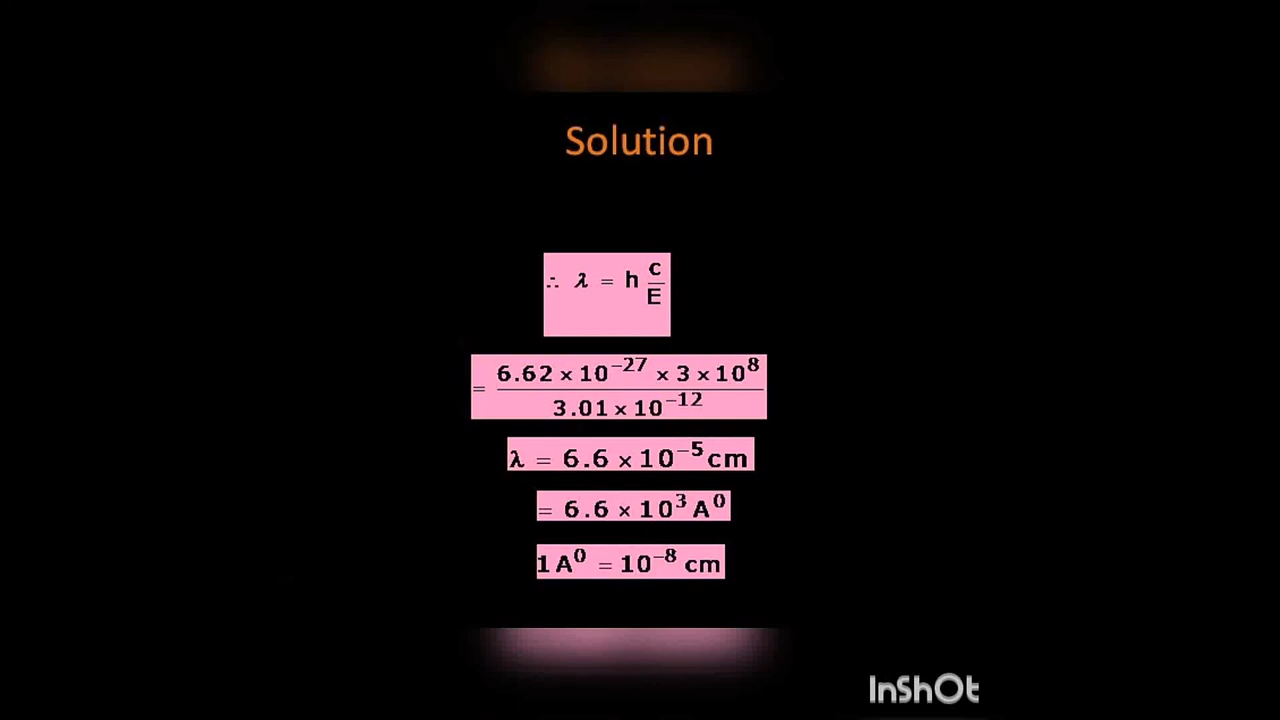 Solution
∴ λ = h c/E
= 6.62 × 10⁻²⁷ × 3 × 10⁸ / 3.01 × 10⁻¹²
λ = 6.6 × 10⁻⁵ cm
= 6.6 × 10³ A⁰
1 A⁰ = 10⁻⁸ cm
InShOt